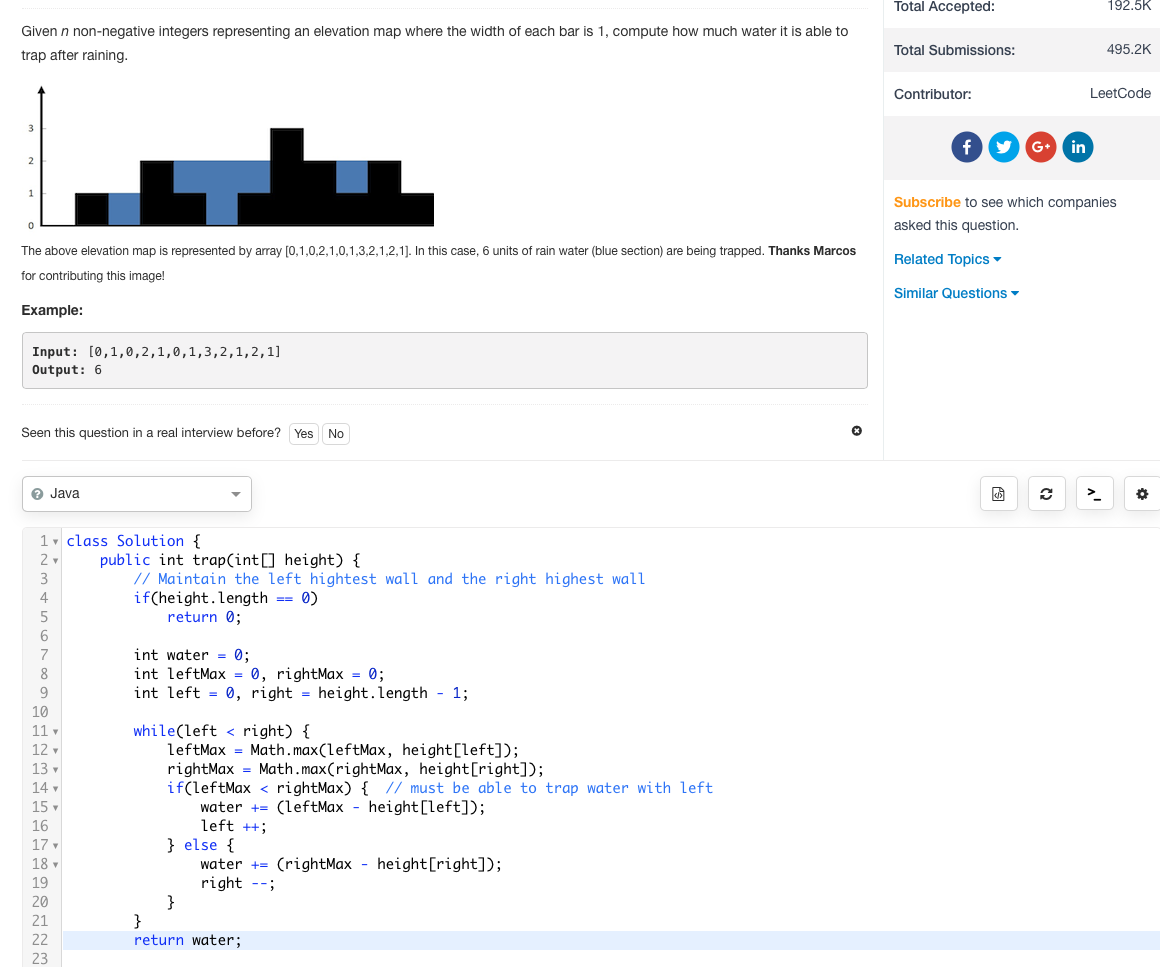 Given n non-negative integers representing an elevation map where the width of each bar is 1, compute how much water it is able to
trap after raining.
3
2
1
0
The above elevation map is represented by array [0,1,0,2,1,0,1,3,2,1,2,1]. In this case, 6 units of rain water (blue section) are being trapped. Thanks Marcos
for contributing this image!
Example:
Input: [0,1,0,2,1,0,1,3,2,1,2,1]
Output: 6
Seen this question in a real interview before? Yes No
Total Accepted: 192.5K
Total Submissions: 495.2K
Contributor: LeetCode
f G+ in
Subscribe to see which companies
asked this question.
Related Topics
Similar Questions
? Java
>_
1 class Solution {
2     public int trap(int[] height) {
3         // Maintain the left hightest wall and the right highest wall
4         if(height.length == 0)
5             return 0;
6
7         int water = 0;
8         int leftMax = 0, rightMax = 0;
9         int left = 0, right = height.length - 1;
10
11         while(left < right) {
12             leftMax = Math.max(leftMax, height[left]);
13             rightMax = Math.max(rightMax, height[right]);
14             if(leftMax < rightMax) {  // must be able to trap water with left
15                 water += (leftMax - height[left]);
16                 left ++;
17             } else {
18                 water += (rightMax - height[right]);
19                 right --;
20             }
21         }
22         return water;
23